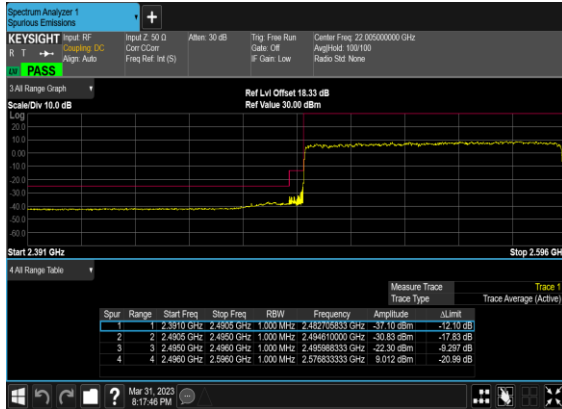 Spectrum Analyzer 1
Spurious Emissions
KEYSIGHT
R T
LXI
PASS
Input: RF
Coupling: DC
Align: Auto
Input Z: 50 Ω
Corr CCorr
Freq Ref: Int (S)
Atten: 30 dB
Trig: Free Run
Gate: Off
IF Gain: Low
Center Freq: 22.005000000 GHz
Avg|Hold: 100/100
Radio Std: None
3 All Range Graph
Scale/Div 10.0 dB
Ref Lvl Offset 18.33 dB
Ref Value 30.00 dBm
Log
20.0
10.0
0.00
-10.0
-20.0
-30.0
-40.0
-50.0
-60.0
Start 2.391 GHz
Stop 2.596 GH
4 All Range Table
Measure Trace Trace 1
Trace Type Trace Average (Active)
Spur Range Start Freq Stop Freq RBW Frequency Amplitude ΔLimit
1 1 2.3910 GHz 2.4905 GHz 1.000 MHz 2.482705833 GHz -37.10 dBm -12.10 dB
2 2 2.4905 GHz 2.4950 GHz 1.000 MHz 2.494610000 GHz -30.83 dBm -17.83 dB
3 3 2.4950 GHz 2.4960 GHz 1.000 MHz 2.495988333 GHz -22.30 dBm -9.297 dB
4 4 2.4960 GHz 2.5960 GHz 1.000 MHz 2.576833333 GHz 9.012 dBm -20.99 dB
?
Mar 31, 2023
8:17:46 PM